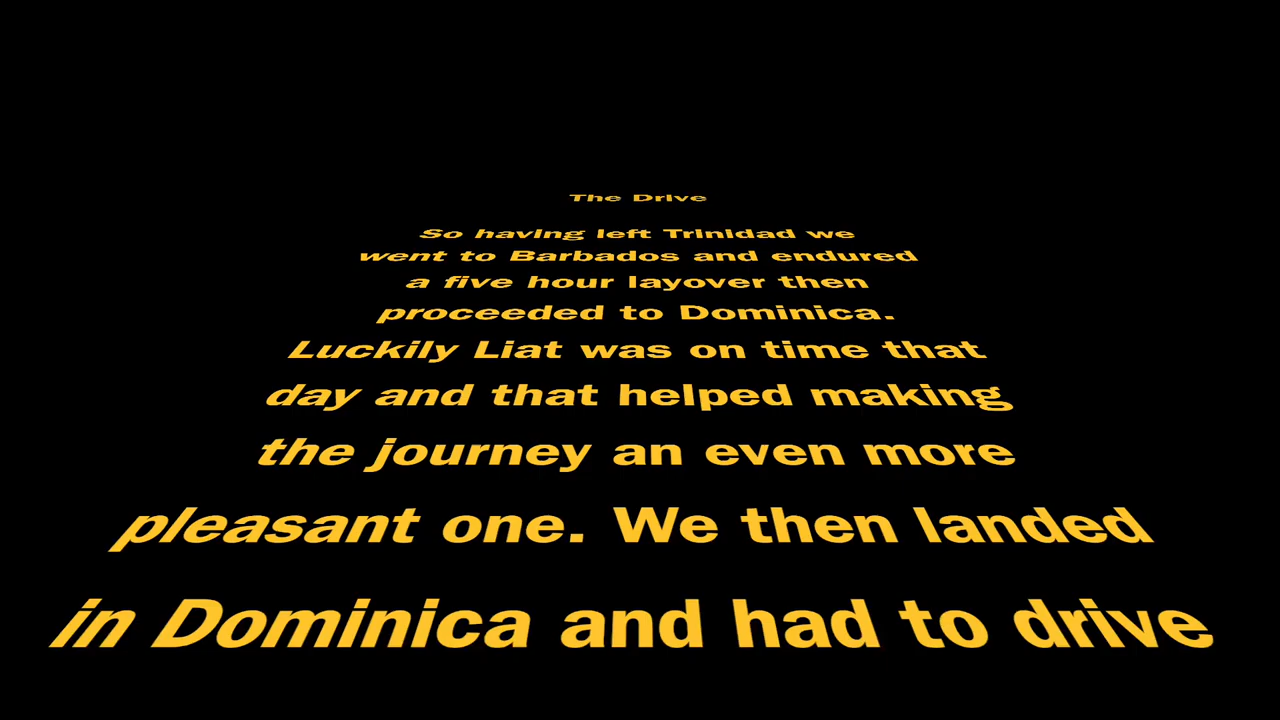 The Drive
So having left Trinidad we
went to Barbados and endured
a five hour layover then
proceeded to Dominica.
Luckily Liat was on time that
day and that helped making
the journey an even more
pleasant one. We then landed
in Dominica and had to drive